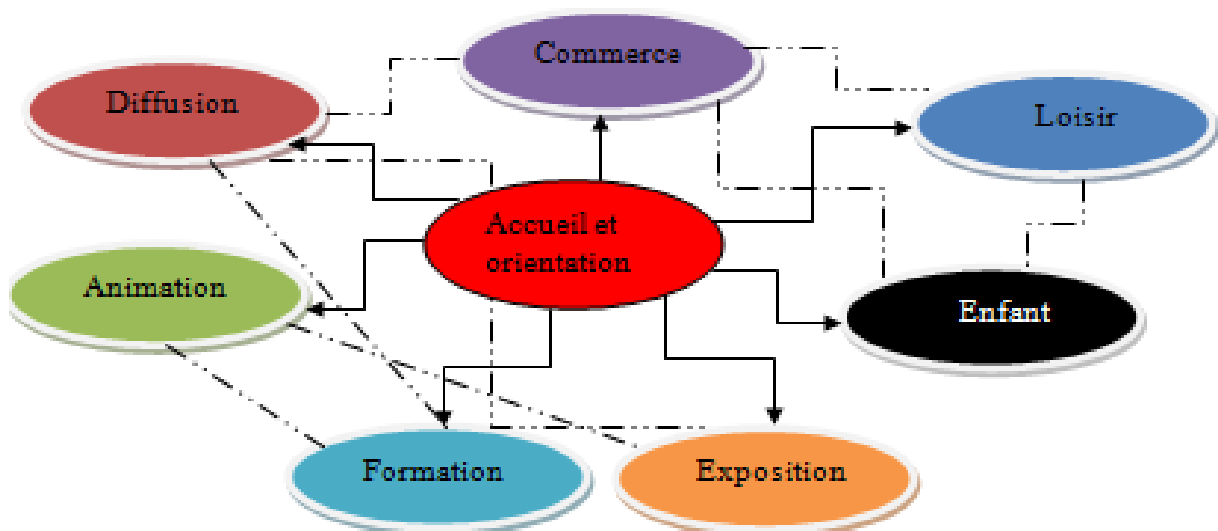 Commerce
Diffusion
Loisir
Accueil et
orientation
Animation
Enfant
Formation
Exposition